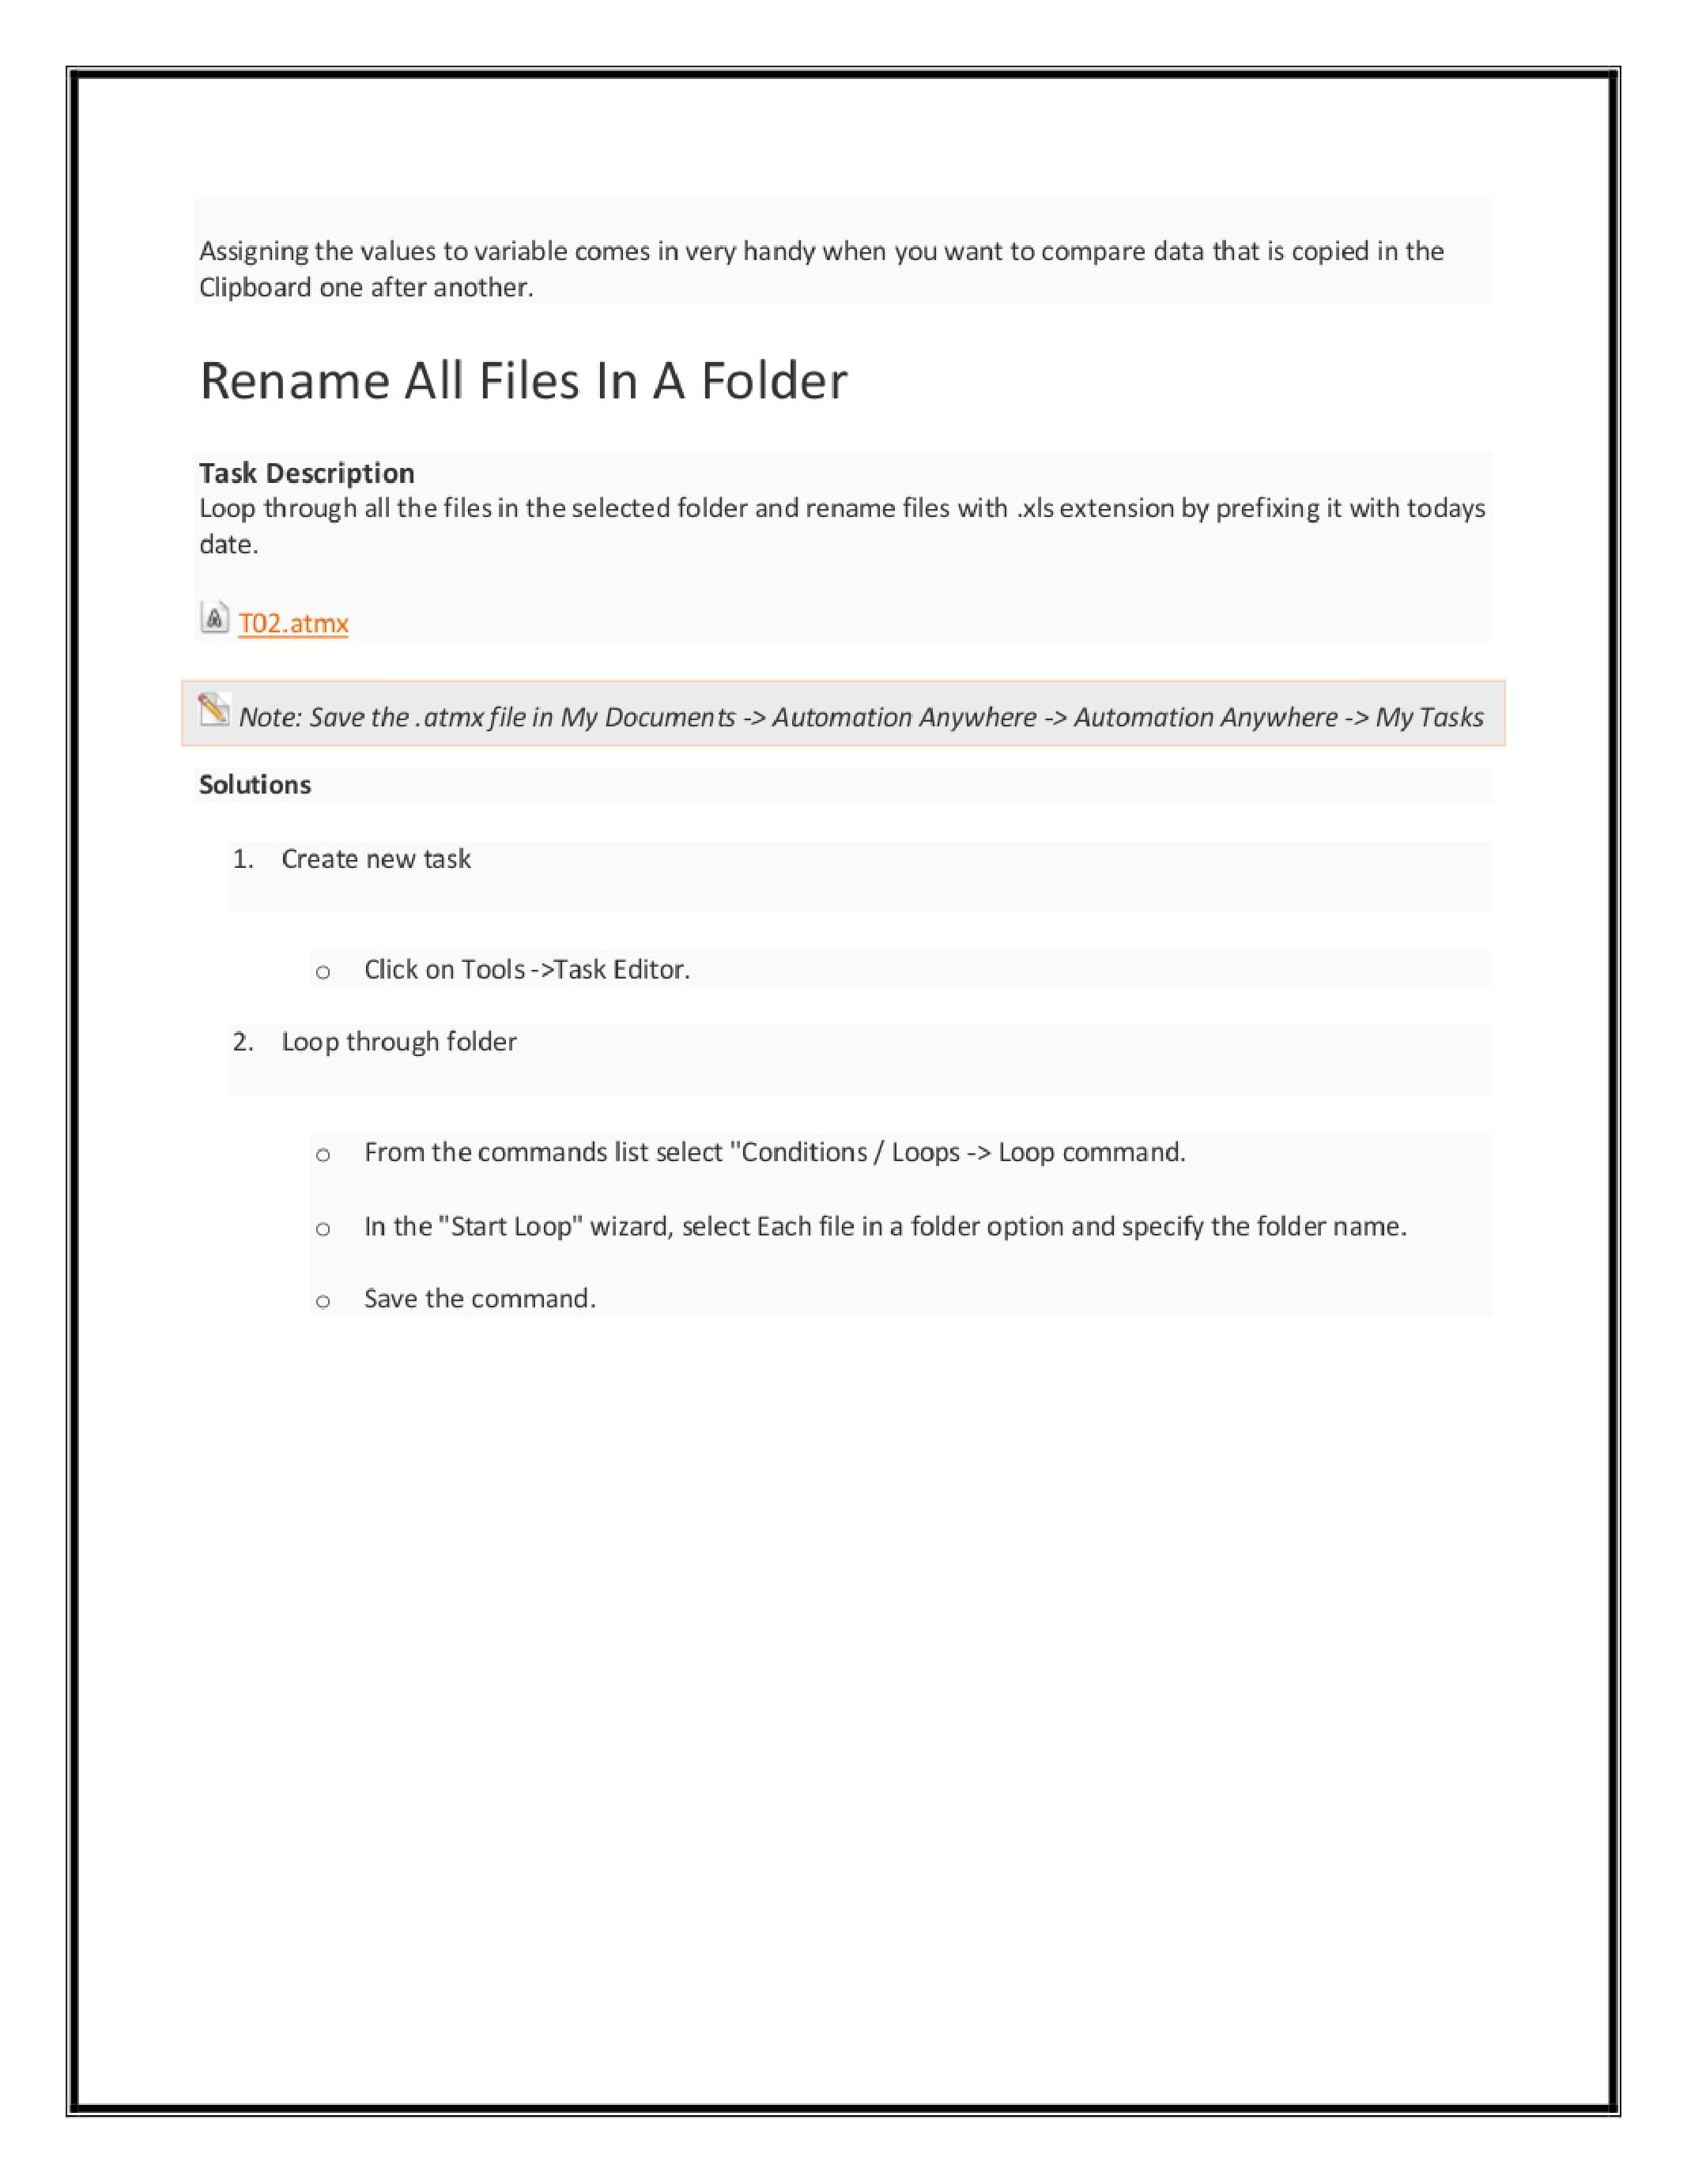 Assigning the values to variable comes in very handy when you want to compare data that is copied in the
Clipboard one after another.
Rename All Files In A Folder
Task Description
Loop through all the files in the selected folder and rename files with .xls extension by prefixing it with todays
date.
T02.atmx
Note: Save the .atmx file in My Documents -> Automation Anywhere -> Automation Anywhere -> My Tasks
Solutions
1. Create new task
o Click on Tools ->Task Editor.
2. Loop through folder
o From the commands list select "Conditions / Loops -> Loop command.
o In the "Start Loop" wizard, select Each file in a folder option and specify the folder name.
o Save the command.